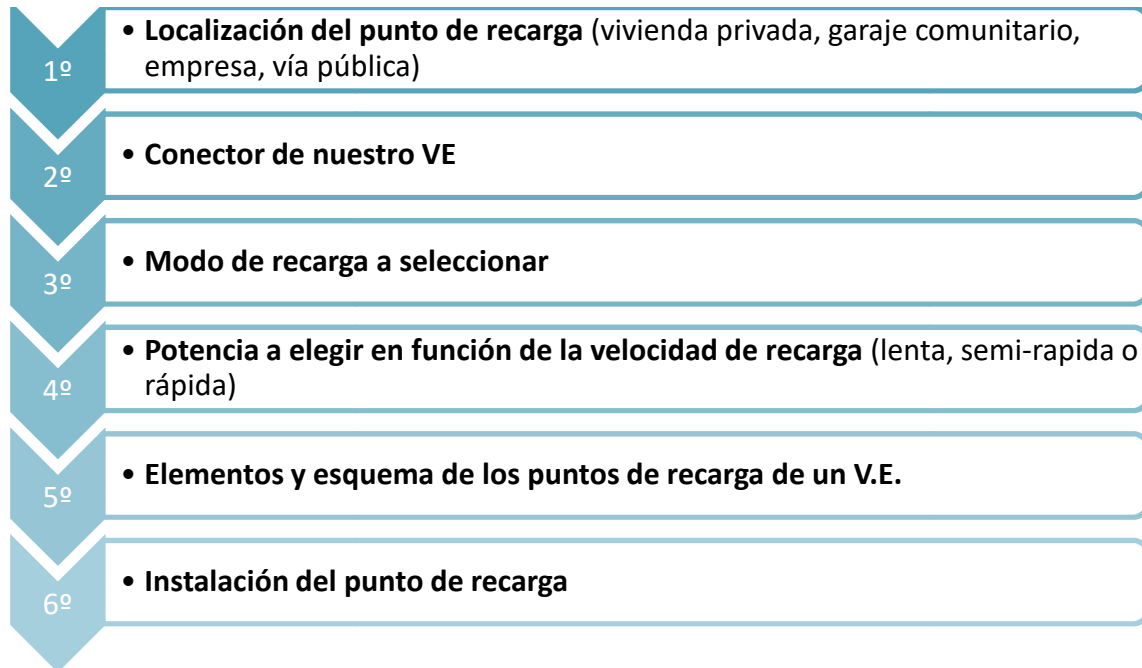 1º
• Localización del punto de recarga (vivienda privada, garaje comunitario,
empresa, vía pública)
2º
• Conector de nuestro VE
3º
• Modo de recarga a seleccionar
4º
• Potencia a elegir en función de la velocidad de recarga (lenta, semi-rapida o
rápida)
5º
• Elementos y esquema de los puntos de recarga de un V.E.
6º
• Instalación del punto de recarga